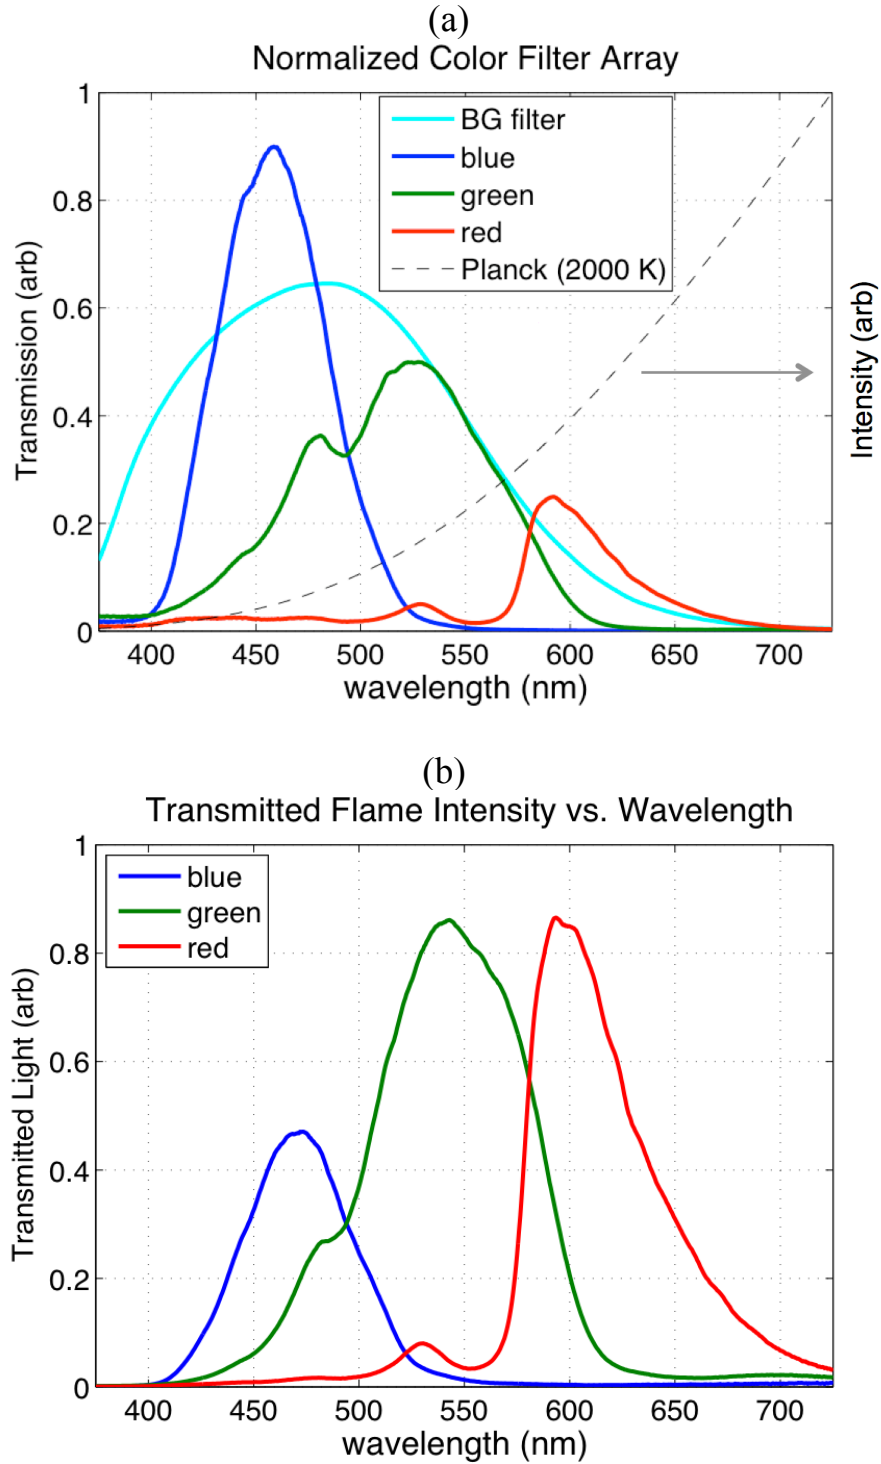 (a)
Normalized Color Filter Array
1
0.8
0.6
0.4
0.2
0
Transmission (arb)
BG filter
blue
green
red
Planck (2000 K)
Intensity (arb)
400 450 500 550 600 650 700
wavelength (nm)
(b)
Transmitted Flame Intensity vs. Wavelength
1
0.8
0.6
0.4
0.2
0
Transmitted Light (arb)
blue
green
red
400 450 500 550 600 650 700
wavelength (nm)